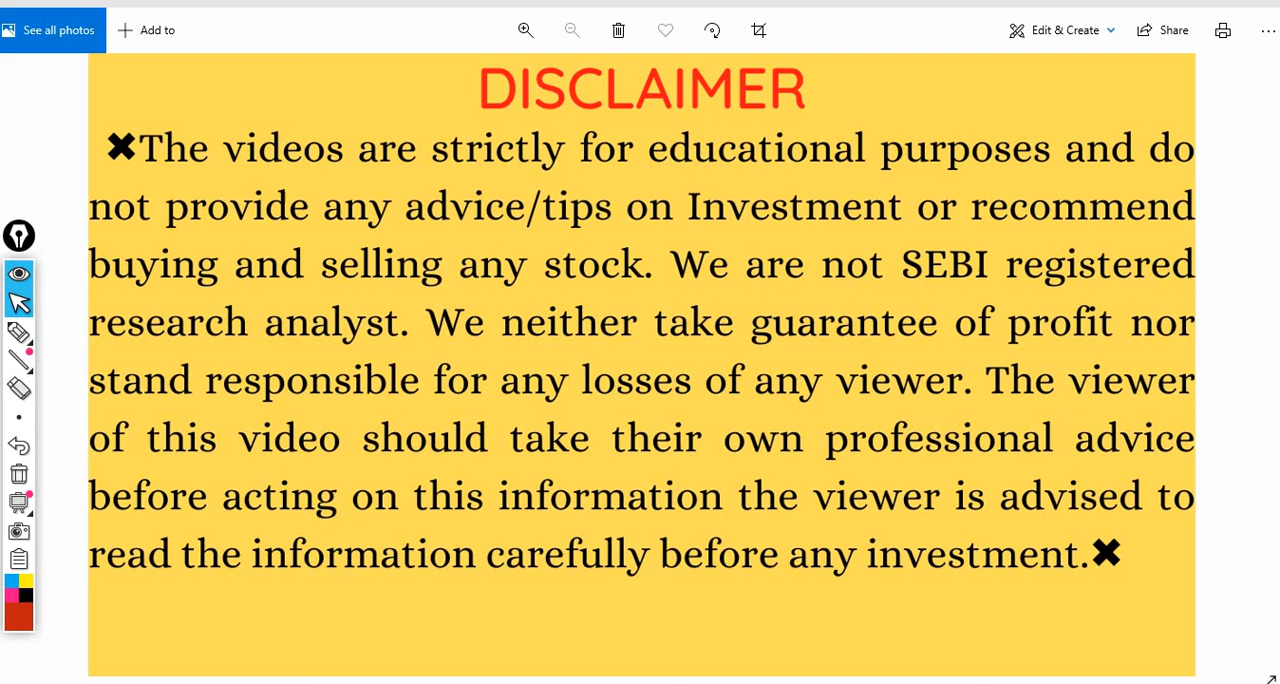 See all photos
Add to
Edit & Create
Share
DISCLAIMER
✖The videos are strictly for educational purposes and do
not provide any advice/tips on Investment or recommend
buying and selling any stock. We are not SEBI registered
research analyst. We neither take guarantee of profit nor
stand responsible for any losses of any viewer. The viewer
of this video should take their own professional advice
before acting on this information the viewer is advised to
read the information carefully before any investment.✖